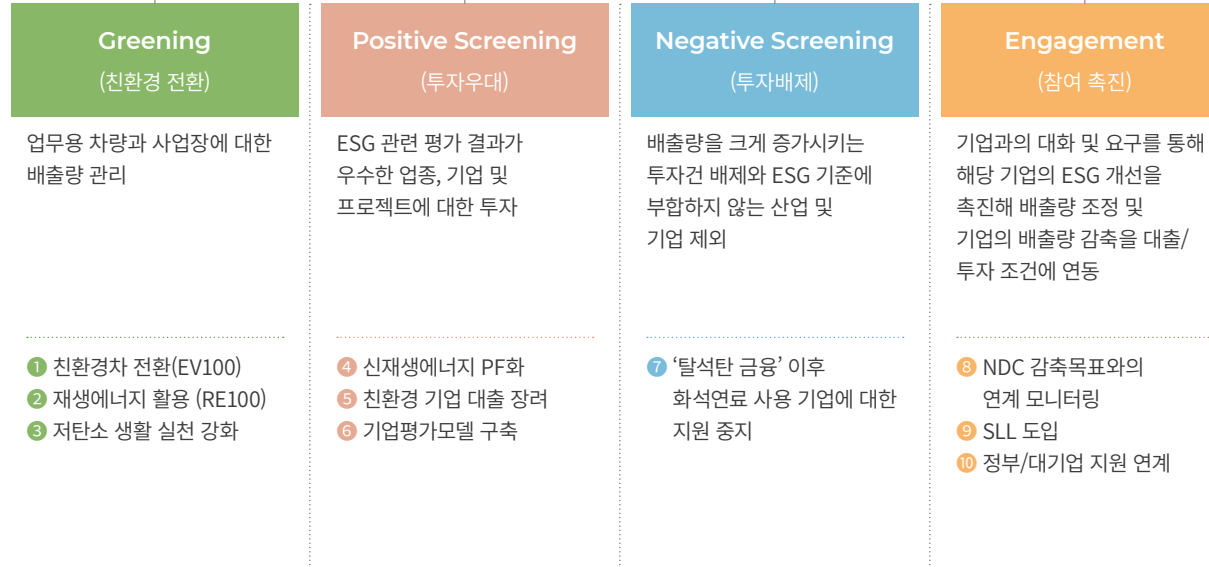 Greening
(친환경 전환)
업무용 차량과 사업장에 대한
배출량 관리
❶ 친환경차 전환(EV100)
❷ 재생에너지 활용 (RE100)
❸ 저탄소 생활 실천 강화
Positive Screening
(투자우대)
ESG 관련 평가 결과가
우수한 업종, 기업 및
프로젝트에 대한 투자
❹ 신재생에너지 PF화
❺ 친환경 기업 대출 장려
❻ 기업평가모델 구축
Negative Screening
(투자배제)
배출량을 크게 증가시키는
투자건 배제와 ESG 기준에
부합하지 않는 산업 및
기업 제외
❼ ‘탈석탄 금융’ 이후
화석연료 사용 기업에 대한
지원 중지
Engagement
(참여 촉진)
기업과의 대화 및 요구를 통해
해당 기업의 ESG 개선을
촉진해 배출량 조정 및
기업의 배출량 감축을 대출/
투자 조건에 연동
❽ NDC 감축목표와의
연계 모니터링
❾ SLL 도입
❿ 정부/대기업 지원 연계